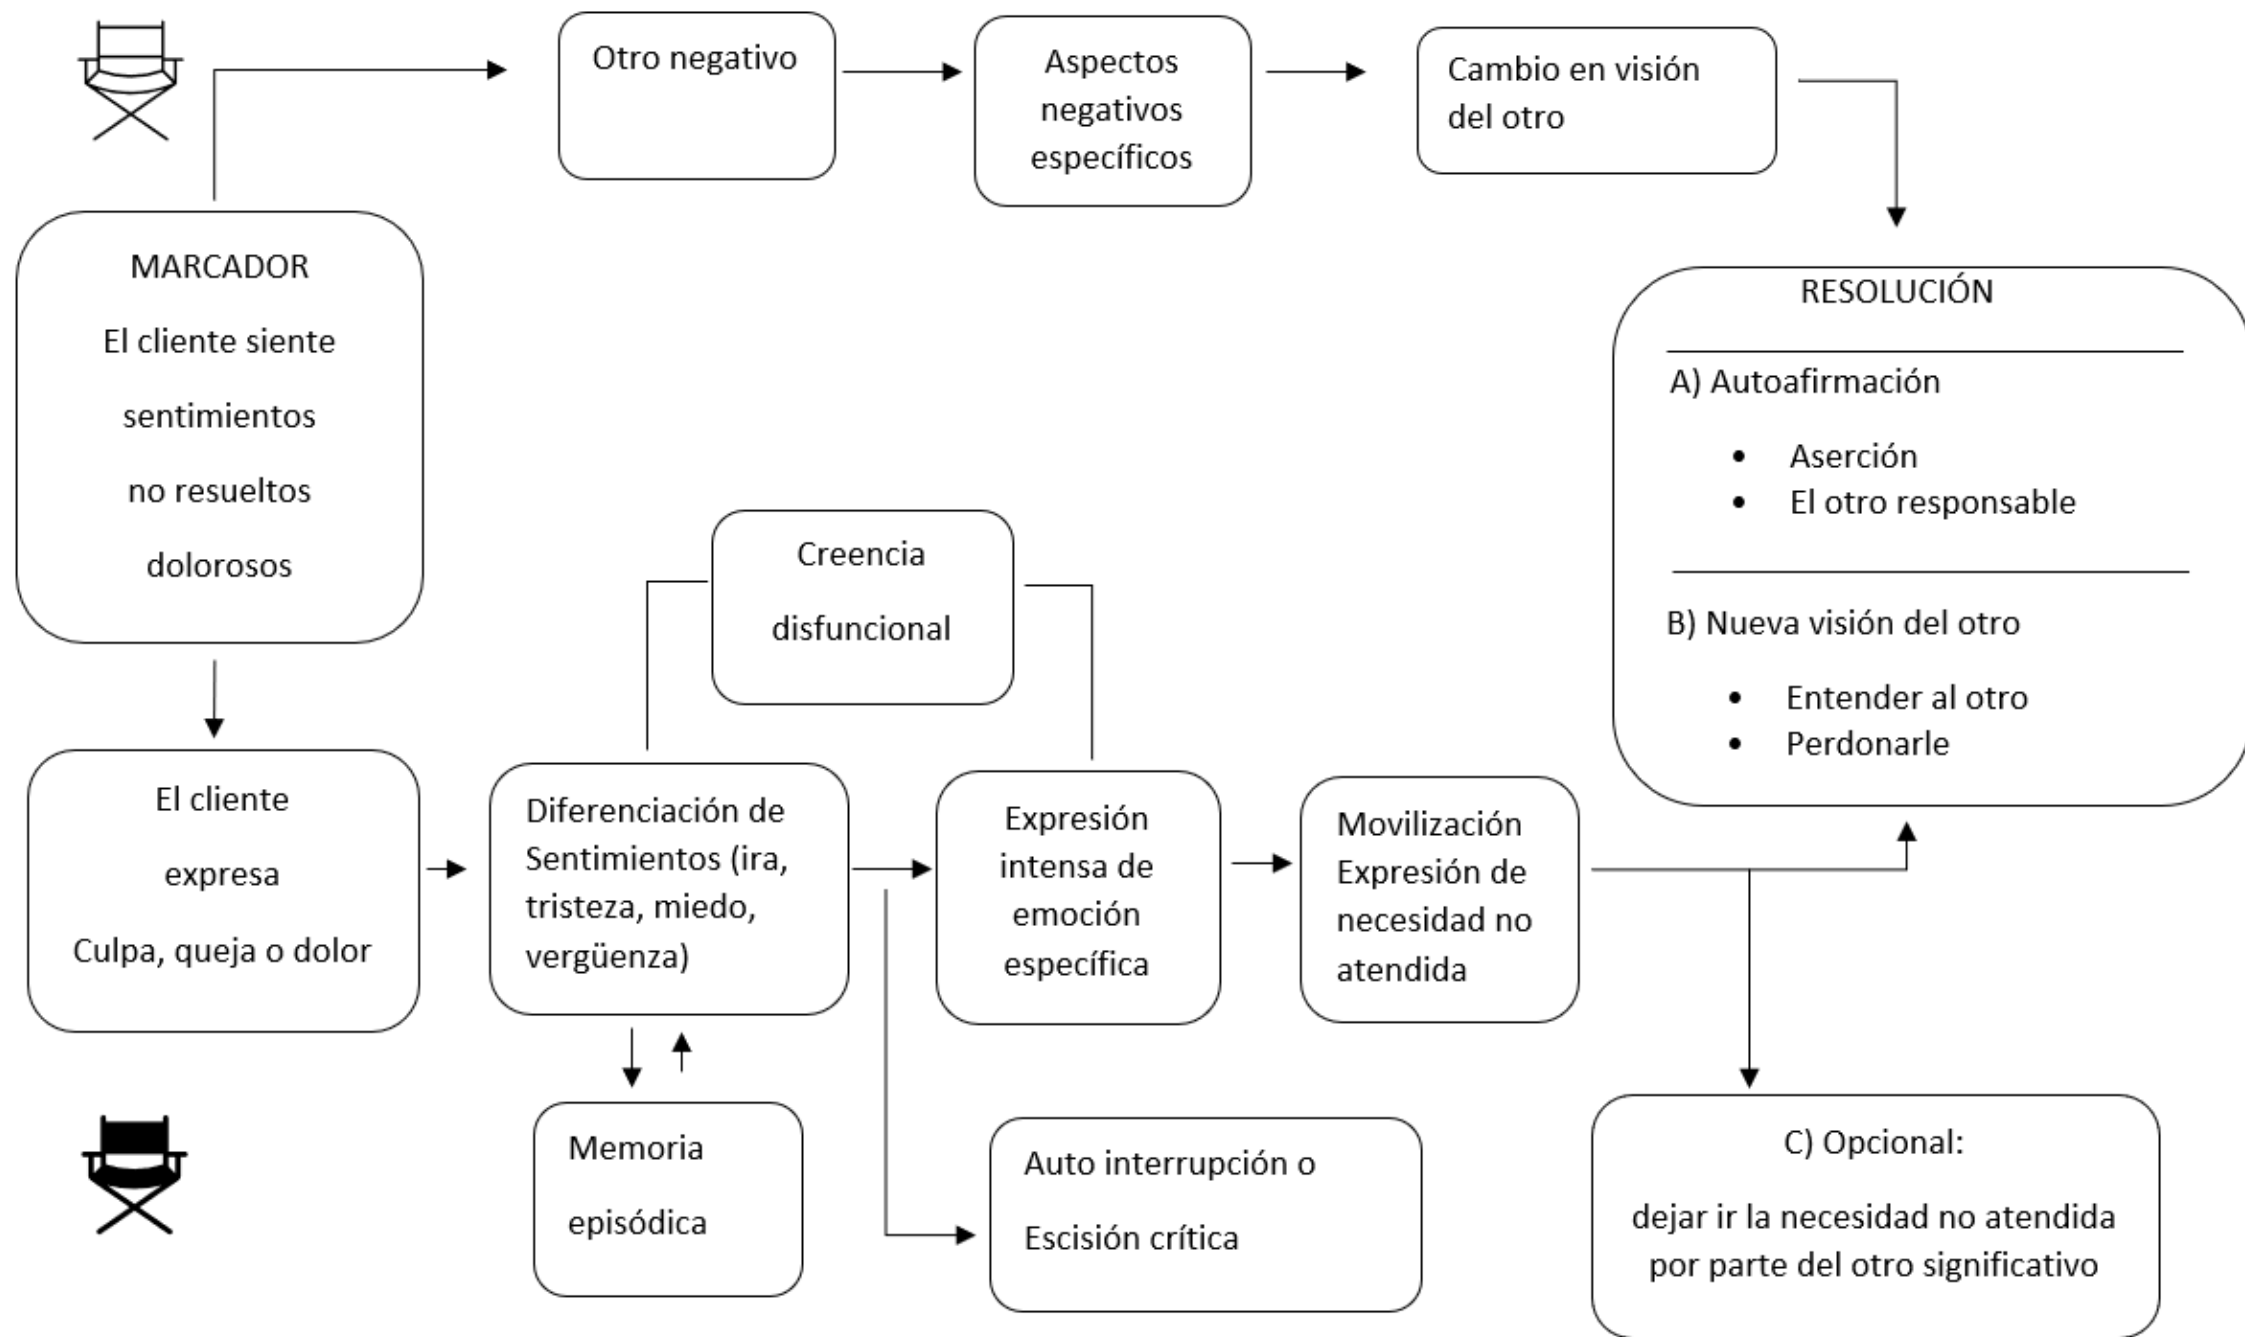 Otro negativo
Aspectos
negativos
específicos
Cambio en visión
del otro
MARCADOR
El cliente siente
sentimientos
no resueltos
dolorosos
RESOLUCIÓN
A) Autoafirmación
• Aserción
• El otro responsable
B) Nueva visión del otro
• Entender al otro
• Perdonarle
Creencia
disfuncional
El cliente
expresa
Culpa, queja o dolor
Diferenciación de
Sentimientos (ira,
tristeza, miedo,
vergüenza)
Expresión
intensa de
emoción
específica
Movilización
Expresión de
necesidad no
atendida
Memoria
episódica
Auto interrupción o
Escisión crítica
C) Opcional:
dejar ir la necesidad no atendida
por parte del otro significativo